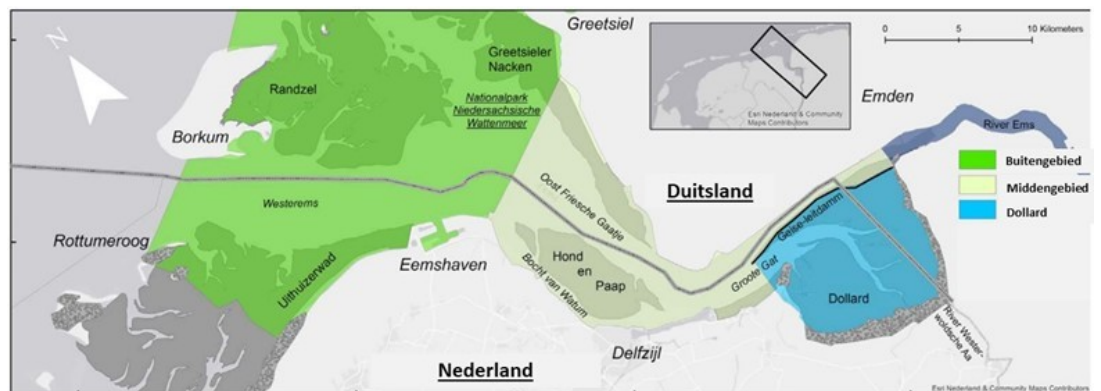 Greetsiel
0 5 10 Kilometers
N
Greetsieler
Nacken
Randzel
Nationalpark
Niedersachsische
Wattenmeer
Esri Nederland & Community
Maps Contributors
Emden
River Ems
Borkum
Buitengebied
Middengebied
Dollard
Duitsland
Oost Friesche Gaatje
Westerems
Geise-leitdamm
Rottumeroog
Eemshaven
Hond
en
Paap
Groote Gat
Uithuizerwad
Bocht van Watum
Dollard
River Wester-
woldsche Aa
Delfzijl
Nederland
Esri Nederland & Community Maps Contributors